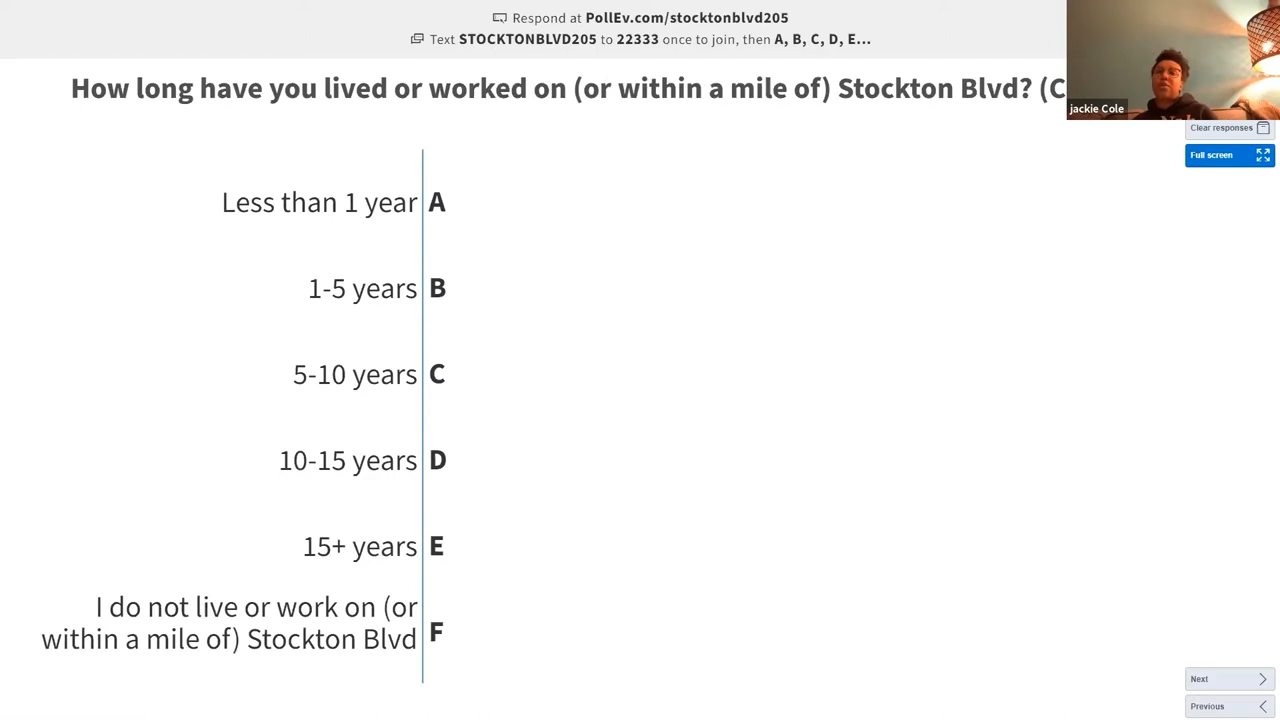 Respond at PollEv.com/stocktonblvd205
Text STOCKTONBLVD205 to 22333 once to join, then A, B, C, D, E...
How long have you lived or worked on (or within a mile of) Stockton Blvd? (C
jackie Cole
Clear responses
Full screen
Less than 1 year A
1-5 years B
5-10 years C
10-15 years D
15+ years E
I do not live or work on (or
within a mile of) Stockton Blvd F
Next
Previous